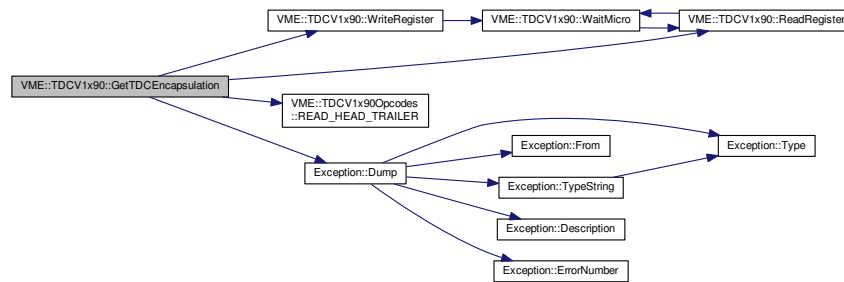 VME::TDCV1x90::WriteRegister
VME::TDCV1x90::WaitMicro
VME::TDCV1x90::ReadRegister
VME::TDCV1x90::GetTDCEncapsulation
VME::TDCV1x90Opcodes
::READ_HEAD_TRAILER
Exception::From
Exception::Type
Exception::Dump
Exception::TypeString
Exception::Description
Exception::ErrorNumber